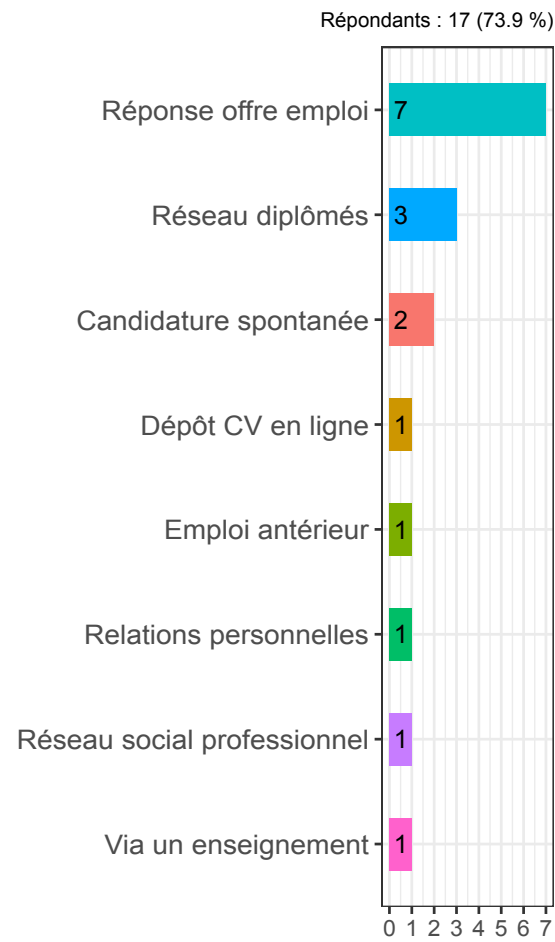 Répondants : 17 (73.9 %)
Réponse offre emploi 7
Réseau diplômés 3
Candidature spontanée 2
Dépôt CV en ligne 1
Emploi antérieur 1
Relations personnelles 1
Réseau social professionnel 1
Via un enseignement 1
0 1 2 3 4 5 6 7